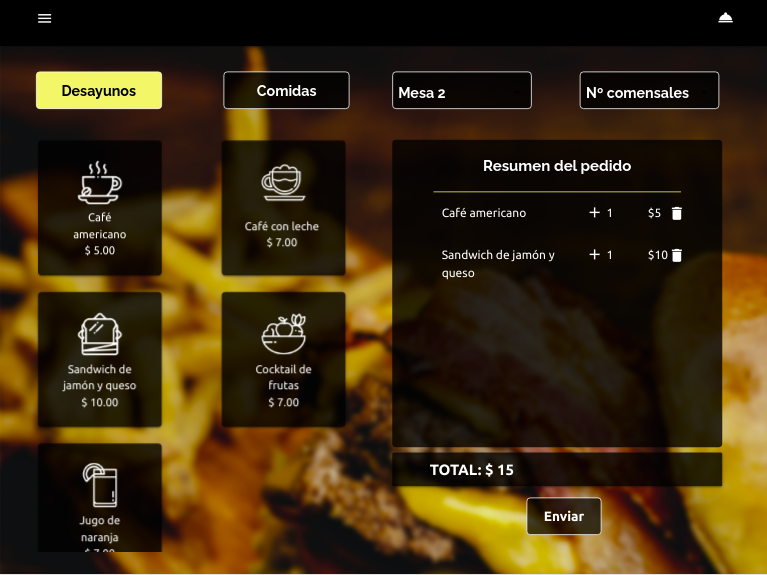 Desayunos
Comidas
Mesa 2
Nº comensales
Café
americano
$ 5.00
Café con leche
$ 7.00
Sandwich de
jamón y queso
$ 10.00
Cocktail de
frutas
$ 7.00
Jugo de
naranja
$ 7.00
Resumen del pedido
Café americano + 1 $5
Sandwich de jamón y + 1 $10
queso
TOTAL: $ 15
Enviar